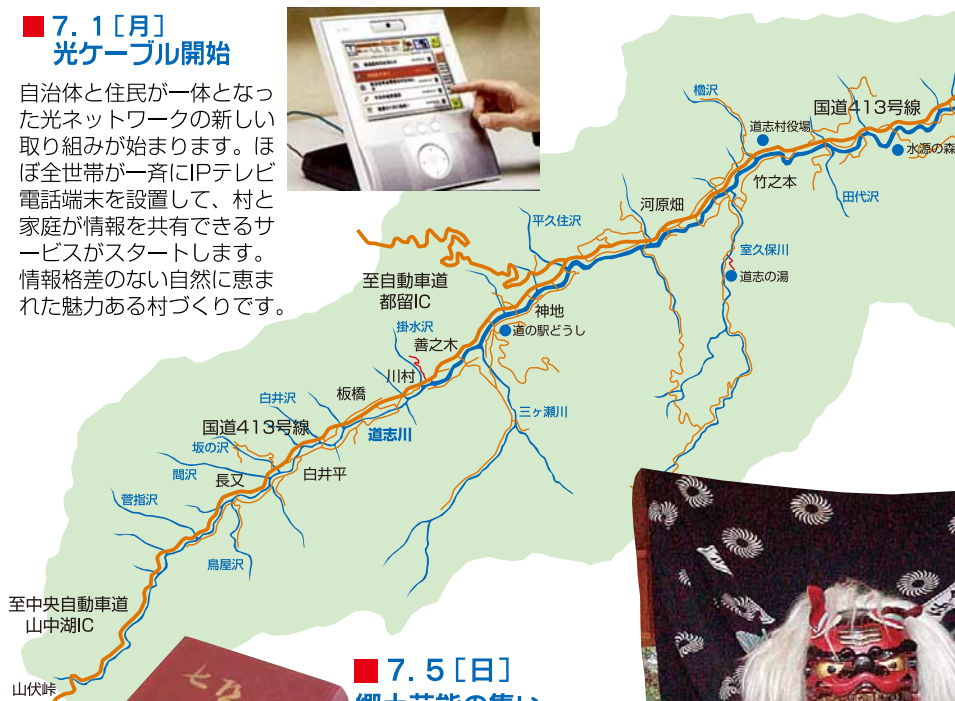 7. 1［月］
光ケーブル開始
自治体と住民が一体となっ
た光ネットワークの新しい
取り組みが始まります。ほ
ぼ全世帯が一斉にIPテレビ
電話端末を設置して、村と
家庭が情報を共有できるサ
ービスがスタートします。
情報格差のない自然に恵ま
れた魅力ある村づくりです。
櫓沢
国道413号線
道志村役場
水源の森
竹之本
田代沢
河原畑
平久住沢
室久保川
道志の湯
至自動車道
都留IC
神地
道の駅どうし
掛水沢
善之木
川村
板橋
白井沢
三ヶ瀬川
国道413号線
道志川
坂の沢
白井平
間沢
長又
菅指沢
鳥屋沢
至中央自動車道
山中湖IC
山伏峠
7. 5［日］
郷土芸能の集い